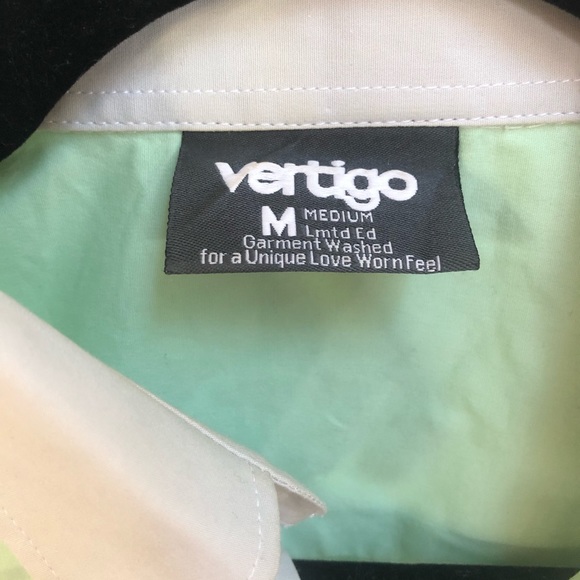 vertigo
M MEDIUM
Lmtd Ed
Garment Washed
for a Unique Love Worn Feel